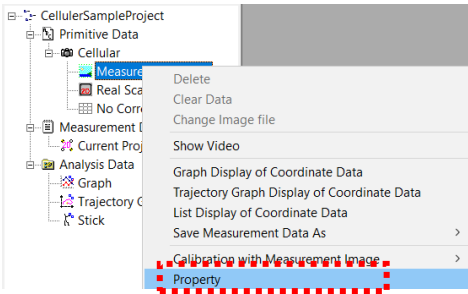 CellulerSampleProject
Primitive Data
Cellular
Measure
Real Sca
No Corre
Measurement D
Current Proj
Analysis Data
Graph
Trajectory G
Stick
Delete
Clear Data
Change Image file
Show Video
Graph Display of Coordinate Data
Trajectory Graph Display of Coordinate Data
List Display of Coordinate Data
Save Measurement Data As
Calibration with Measurement Image
Property